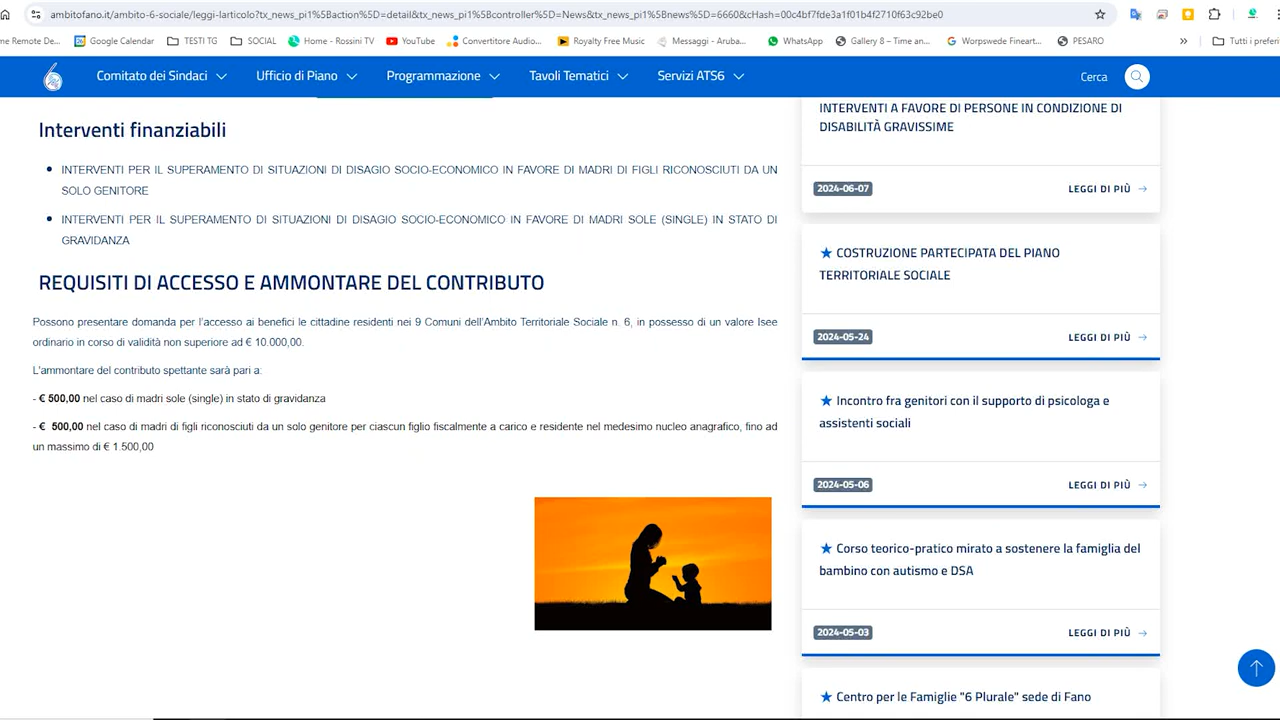 ambitofano.it/ambito-6-sociale/leggi-larticolo?tx_news_pi1%5Baction%5D=detail&tx_news_pi1%5Bcontroller%5D=News&tx_news_pi1%5Bnews%5D=666&cHash=00c4bf7fde3a1f01b4f2710f63c92be0
me Remote De... Google Calendar TESTI TG SOCIAL Home - Rossini TV YouTube Convertitore Audio... Royalty Free Music Messaggi - Aruba... WhatsApp Gallery 8 – Time an... Worpswede Fineart... PESARO » Tutti i preferi
Comitato dei Sindaci Ufficio di Piano Programmazione Tavoli Tematici Servizi ATS6 Cerca
Interventi finanziabili
INTERVENTI PER IL SUPERAMENTO DI SITUAZIONI DI DISAGIO SOCIO-ECONOMICO IN FAVORE DI MADRI DI FIGLI RICONOSCIUTI DA UN
SOLO GENITORE
INTERVENTI PER IL SUPERAMENTO DI SITUAZIONI DI DISAGIO SOCIO-ECONOMICO IN FAVORE DI MADRI SOLE (SINGLE) IN STATO DI
GRAVIDANZA
REQUISITI DI ACCESSO E AMMONTARE DEL CONTRIBUTO
Possono presentare domanda per l’accesso ai benefici le cittadine residenti nei 9 Comuni dell’Ambito Territoriale Sociale n. 6, in possesso di un valore Isee
ordinario in corso di validità non superiore ad € 10.000,00.
L'ammontare del contributo spettante sarà pari a:
- € 500,00 nel caso di madri sole (single) in stato di gravidanza
- € 500,00 nel caso di madri di figli riconosciuti da un solo genitore per ciascun figlio fiscalmente a carico e residente nel medesimo nucleo anagrafico, fino ad
un massimo di € 1.500,00
INTERVENTI A FAVORE DI PERSONE IN CONDIZIONE DI
DISABILITÀ GRAVISSIME
2024-06-07 LEGGI DI PIÙ
COSTRUZIONE PARTECIPATA DEL PIANO
TERRITORIALE SOCIALE
2024-05-24 LEGGI DI PIÙ
Incontro fra genitori con il supporto di psicologa e
assistenti sociali
2024-05-06 LEGGI DI PIÙ
Corso teorico-pratico mirato a sostenere la famiglia del
bambino con autismo e DSA
2024-05-03 LEGGI DI PIÙ
Centro per le Famiglie "6 Plurale" sede di Fano